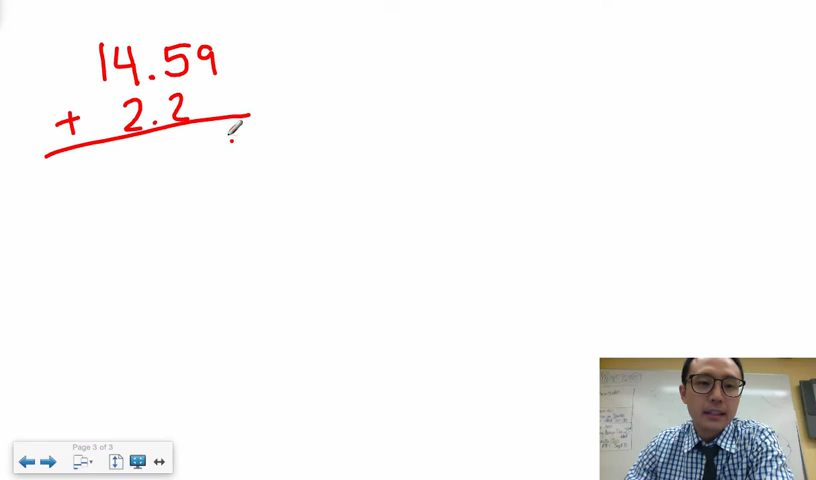 14.59
+ 2.2
Page 3 of 3